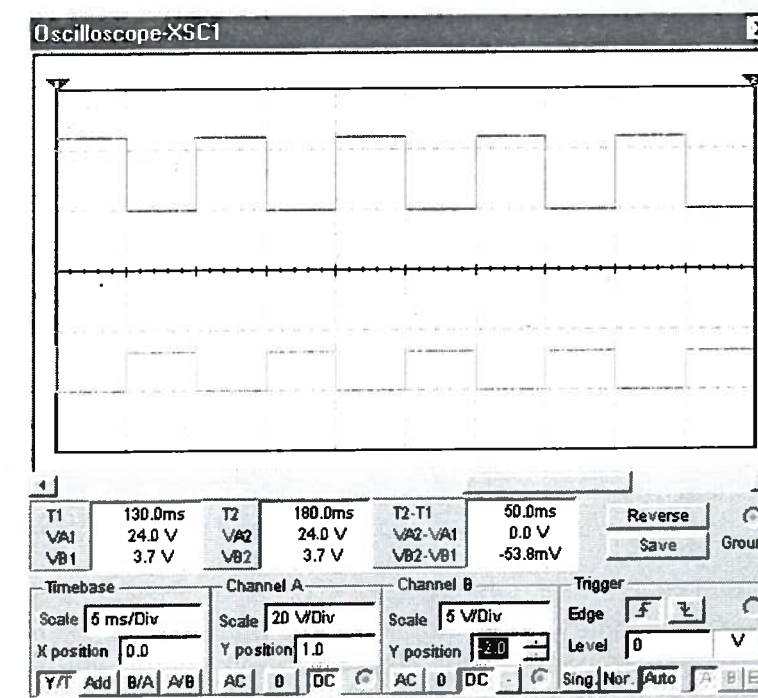 Oscilloscope-XSC1
T1 130.0ms T2 180.0ms T2-T1 50.0ms Reverse
VA1 24.0 V VA2 24.0 V VA2-VA1 0.0 V Save Groun
VB1 3.7 V VB2 3.7 V VB2-VB1 -53.8mV
Timebase Channel A Channel B Trigger
Scale 5 ms/Div Scale 20 V/Div Scale 5 V/Div Edge
X position 0.0 Y position 1.0 Y position -2.0 Level 0 V
Y/T Add B/A A/B AC 0 DC AC 0 DC - Sing. Nor. Auto A B E